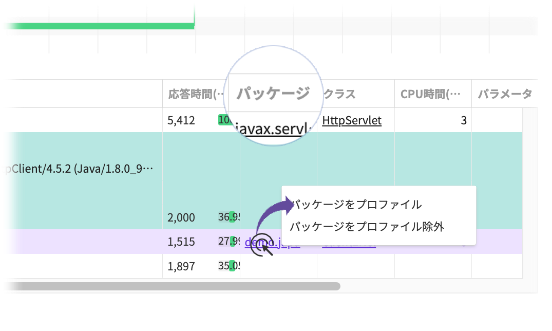 応答時間(… パッケージ クラス CPU時間(… パラメータ
5,412 10 javax.servl HttpServlet 3
pClient/4.5.2 (Java/1.8.0_9…
2,000 36.9
パッケージをプロファイル
パッケージをプロファイル除外
1,515 27.9
1,897 35.0